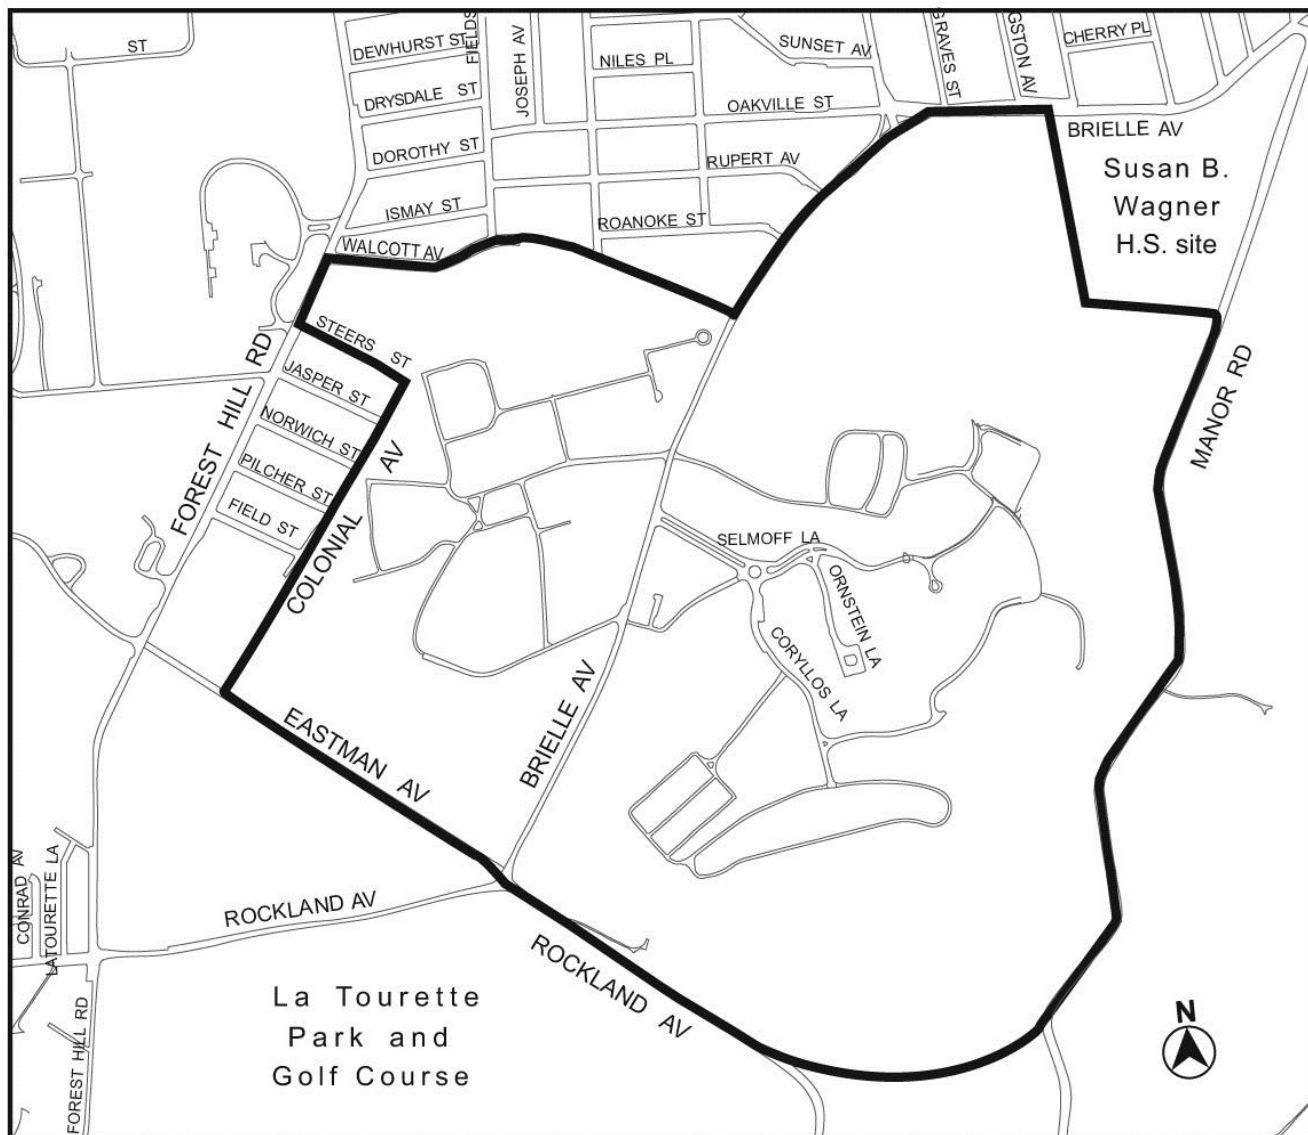 ST
DEWHURST ST
FIELDS
JOSEPH AV
NILES PL
SUNSET AV
GRAVES ST
GSTON AV
CHERRY PL
DRYSDALE ST
OAKVILLE ST
BRIELLE AV
DOROTHY ST
RUPERT AV
Susan B.
Wagner
H.S. site
ISMAY ST
ROANOKE ST
WALCOTT AV
STEERS ST
FOREST HILL RD
JASPER ST
MANOR RD
NORWICH ST
COLONIAL AV
PILCHER ST
FIELD ST
SELMOFF LA
ORNSTEIN LA
CORYLLOS LA
EASTMAN AV
BRIELLE AV
CONRAD AV
LATOURETTE LA
ROCKLAND AV
ROCKLAND AV
La Tourette
Park and
Golf Course
FOREST HILL RD
N